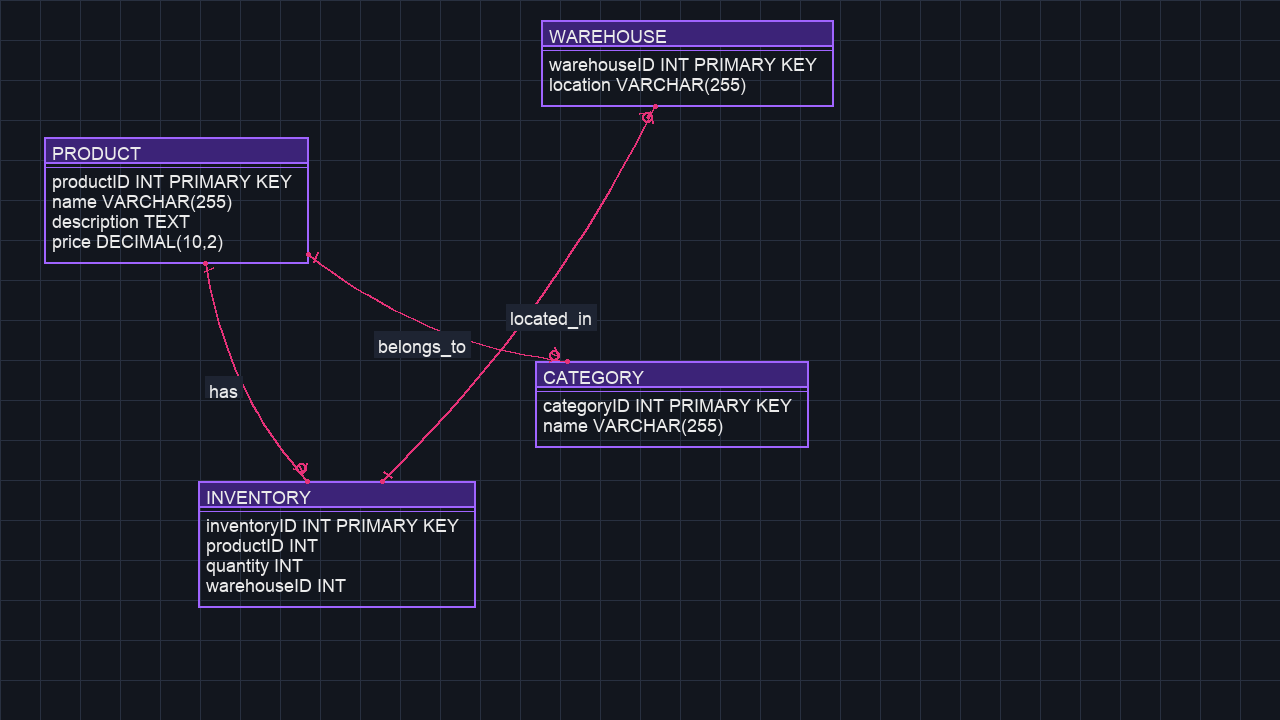 WAREHOUSE
warehouseID INT PRIMARY KEY
location VARCHAR(255)
PRODUCT
productID INT PRIMARY KEY
name VARCHAR(255)
description TEXT
price DECIMAL(10,2)
located_in
belongs_to
has
CATEGORY
categoryID INT PRIMARY KEY
name VARCHAR(255)
INVENTORY
inventoryID INT PRIMARY KEY
productID INT
quantity INT
warehouseID INT